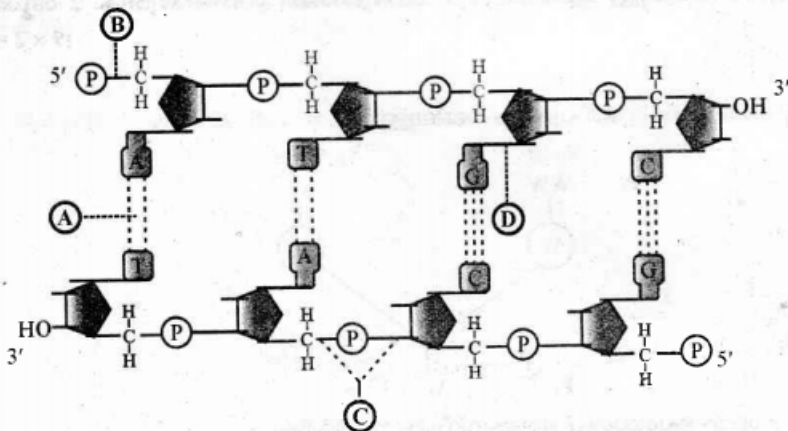 B
5' P H C H P H C H P H C H P H C H 3'
OH
A T G C
A D
T A C G
HO H C H P H C H P H C H P H C H P 5'
3'
C